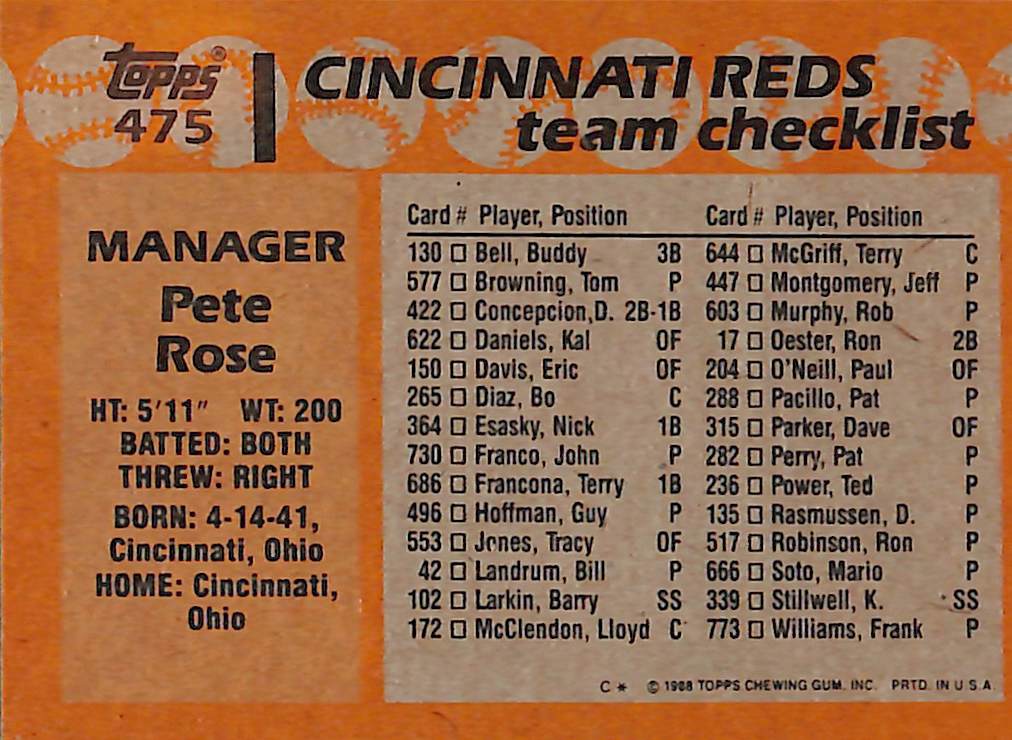 TOPPS®
475
CINCINNATI REDS
team checklist
MANAGER
Pete
Rose
HT: 5'11" WT: 200
BATTED: BOTH
THREW: RIGHT
BORN: 4-14-41,
Cincinnati, Ohio
HOME: Cincinnati,
Ohio
Card # Player, Position
130 □ Bell, Buddy 3B
577 □ Browning, Tom P
422 □ Concepcion,D. 2B-1B
622 □ Daniels, Kal OF
150 □ Davis, Eric OF
265 □ Diaz, Bo C
364 □ Esasky, Nick 1B
730 □ Franco, John P
686 □ Francona, Terry 1B
496 □ Hoffman, Guy P
553 □ Jones, Tracy OF
42 □ Landrum, Bill P
102 □ Larkin, Barry SS
172 □ McClendon, Lloyd C
Card # Player, Position
644 □ McGriff, Terry C
447 □ Montgomery, Jeff P
603 □ Murphy, Rob P
17 □ Oester, Ron 2B
204 □ O'Neill, Paul OF
288 □ Pacillo, Pat P
315 □ Parker, Dave OF
282 □ Perry, Pat P
236 □ Power, Ted P
135 □ Rasmussen, D. P
517 □ Robinson, Ron P
666 □ Soto, Mario P
339 □ Stillwell, K. SS
773 □ Williams, Frank P
C * © 1988 TOPPS CHEWING GUM, INC. PRTD. IN U.S.A.